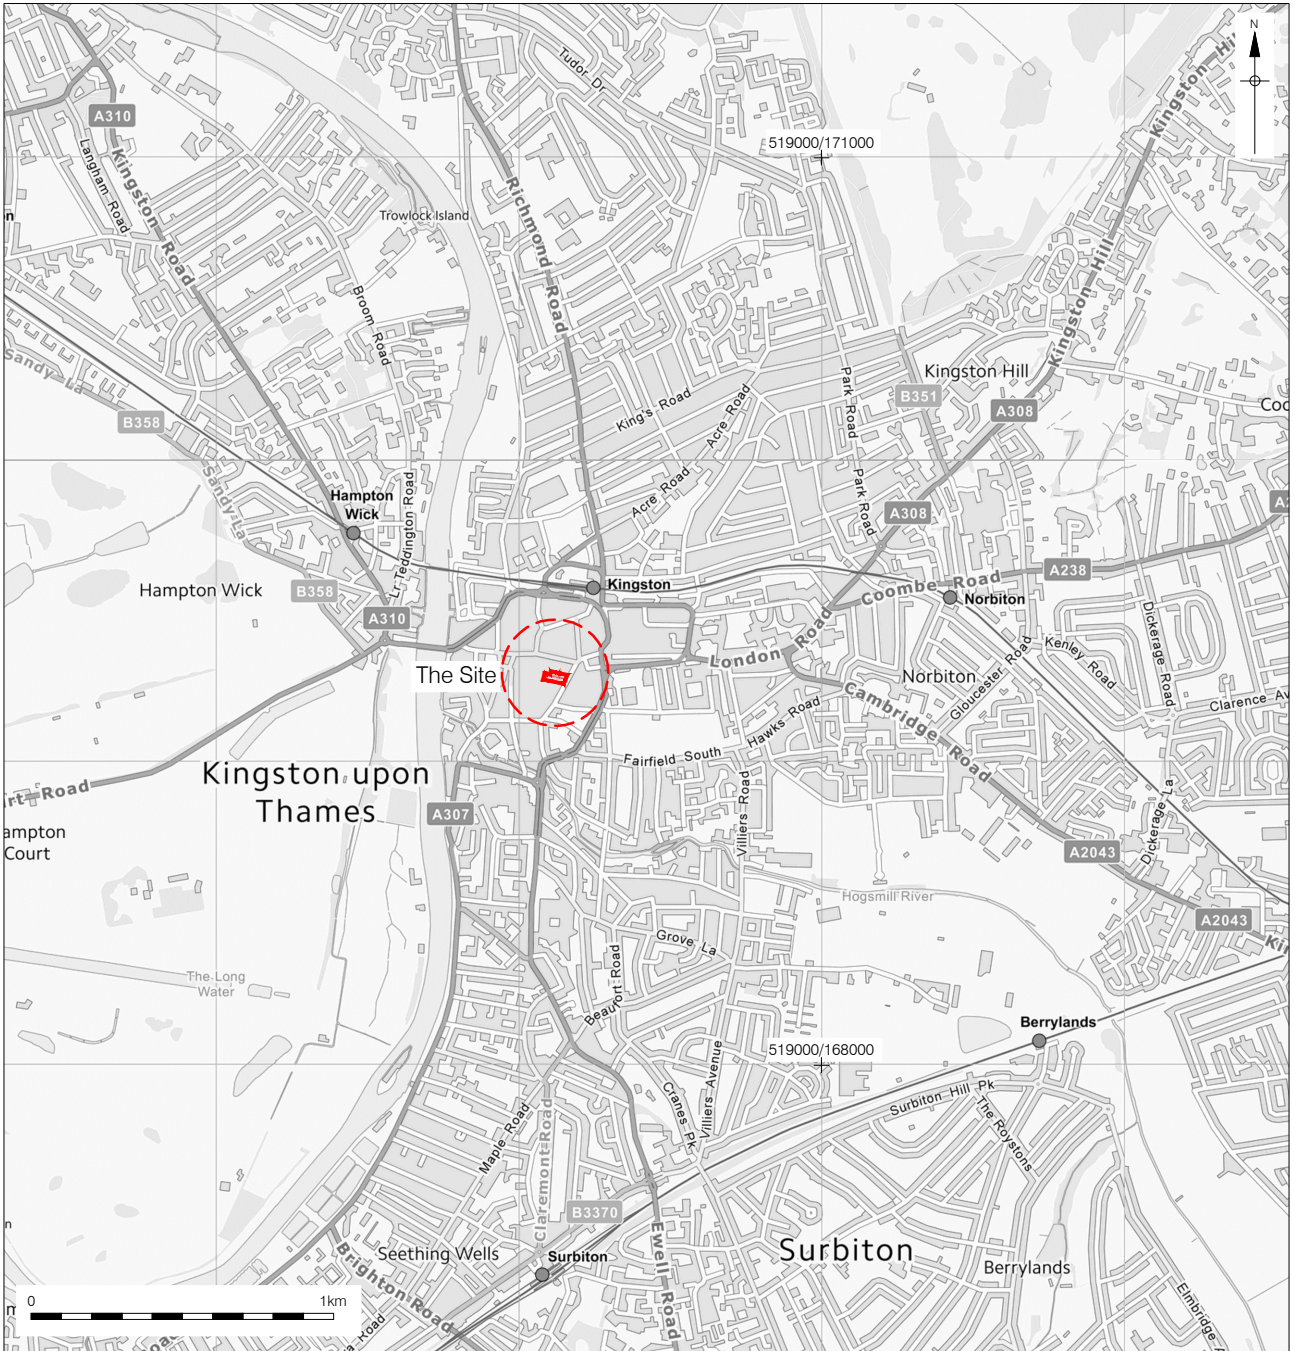 N
Kingston Hill
Tudor Dr
A310
519000/171000
Langham Road
Kingston Road
Richmond Road
Trowlock Island
Kingston Hill
Broom Road
Sandy La
Kingston Hill
Park Road
King's Road
Acre Road
B351
A308
B358
Sandy La
Hampton
Wick
Lr Teddington Road
Acre Road
Park Road
A308
Hampton Wick
B358
Kingston
Coombe Road
A238
Norbiton
A310
London Road
Dickerage Road
Kenley Road
The Site
Norbiton
Gloucester Road
Clarence Av
Cambridge Road
Hawks Road
Fairfield South
Kingston upon
Thames
rt Road
A307
Villiers Road
Dickerage La
ampton
Court
A2043
Hogsmill River
A2043
Kin
Grove La
The Long
Water
Beaufort Road
Berrylands
519000/168000
Villiers Avenue
Cranes Pk
Surbiton Hill Pk
The Roystons
Maple Road
Claremont Road
B3370
Ewell Road
Seething Wells
Surbiton
Surbiton
Berrylands
Brighton Road
Elmbridge
0
1km